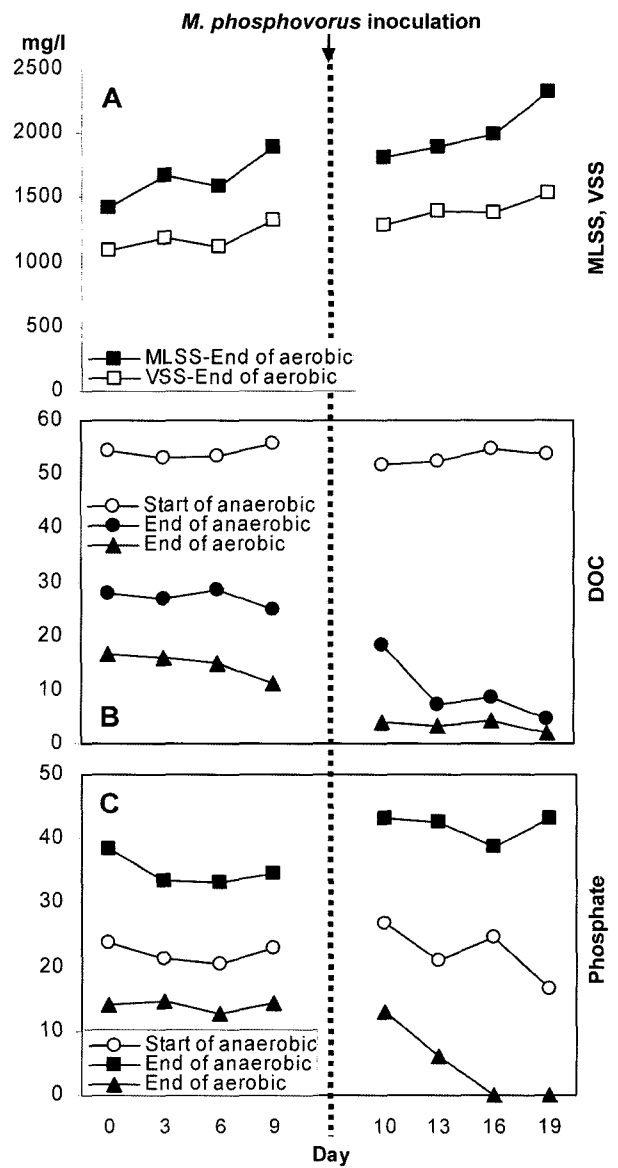 M. phosphovorus inoculation
mg/l
2500
A
2000
1500
1000
500
MLSS-End of aerobic
VSS-End of aerobic
0
MLSS, VSS
60
50
Start of anaerobic
End of anaerobic
End of aerobic
40
30
20
10
B
0
DOC
50
C
40
30
20
10
Start of anaerobic
End of anaerobic
End of aerobic
0
Phosphate
0 3 6 9 10 13 16 19
Day